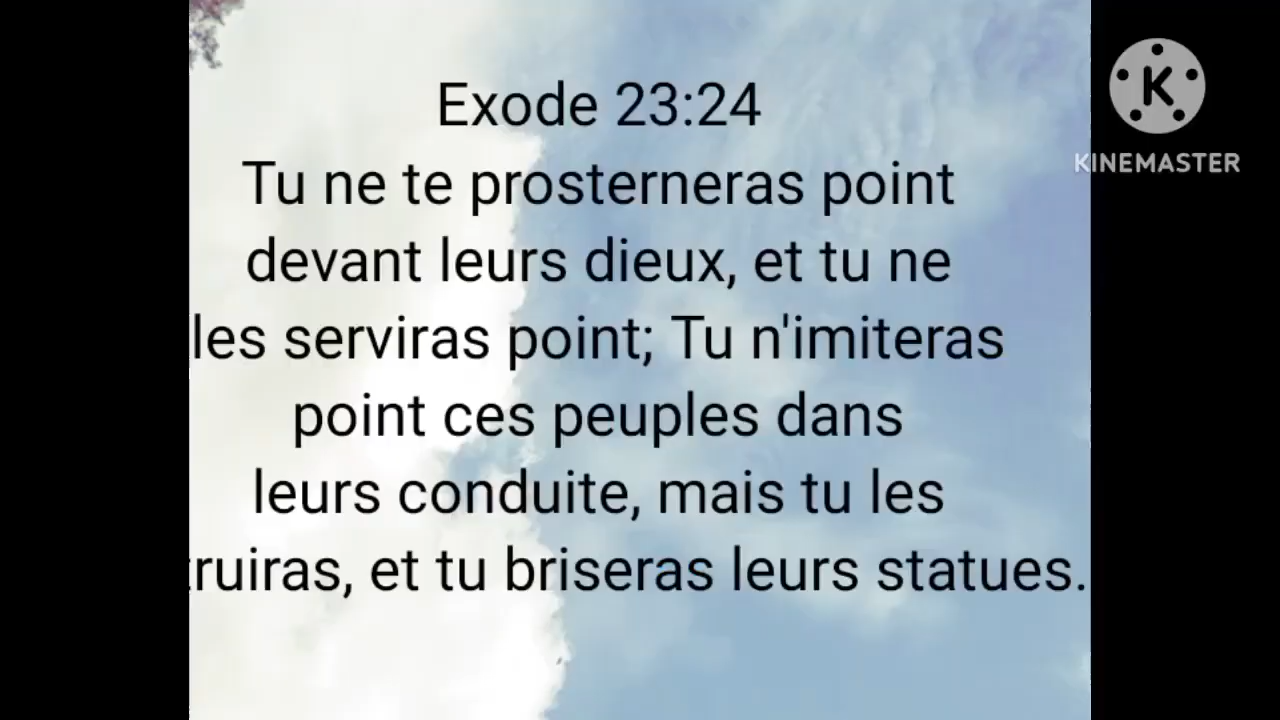 Exode 23:24
Tu ne te prosterneras point
devant leurs dieux, et tu ne
les serviras point; Tu n'imiteras
point ces peuples dans
leurs conduite, mais tu les
et tu briseras leurs statues.
KINEMASTER